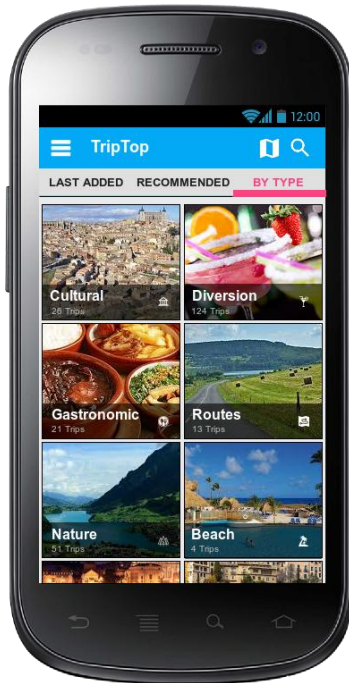 12:00
TripTop
LAST ADDED RECOMMENDED BY TYPE
Cultural
26 Trips
Diversion
124 Trips
Gastronomic
21 Trips
Routes
13 Trips
Nature
51 Trips
Beach
4 Trips